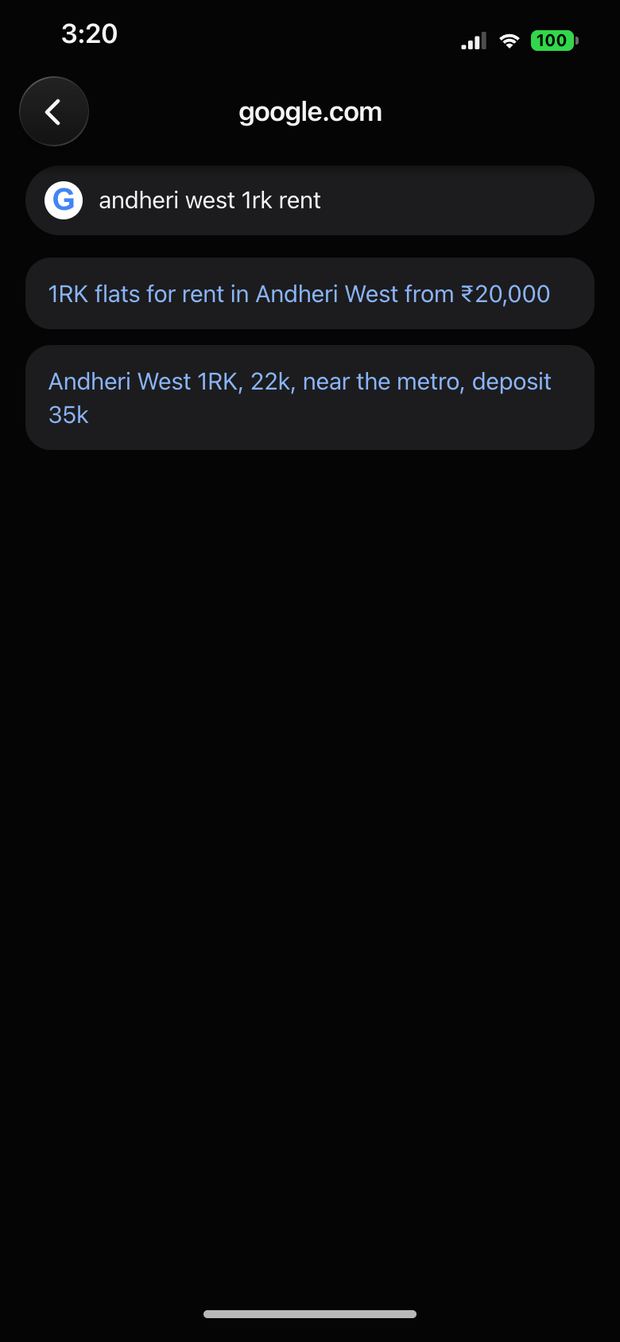 3:20
100
google.com
G andheri west 1rk rent
1RK flats for rent in Andheri West from ₹20,000
Andheri West 1RK, 22k, near the metro, deposit
35k